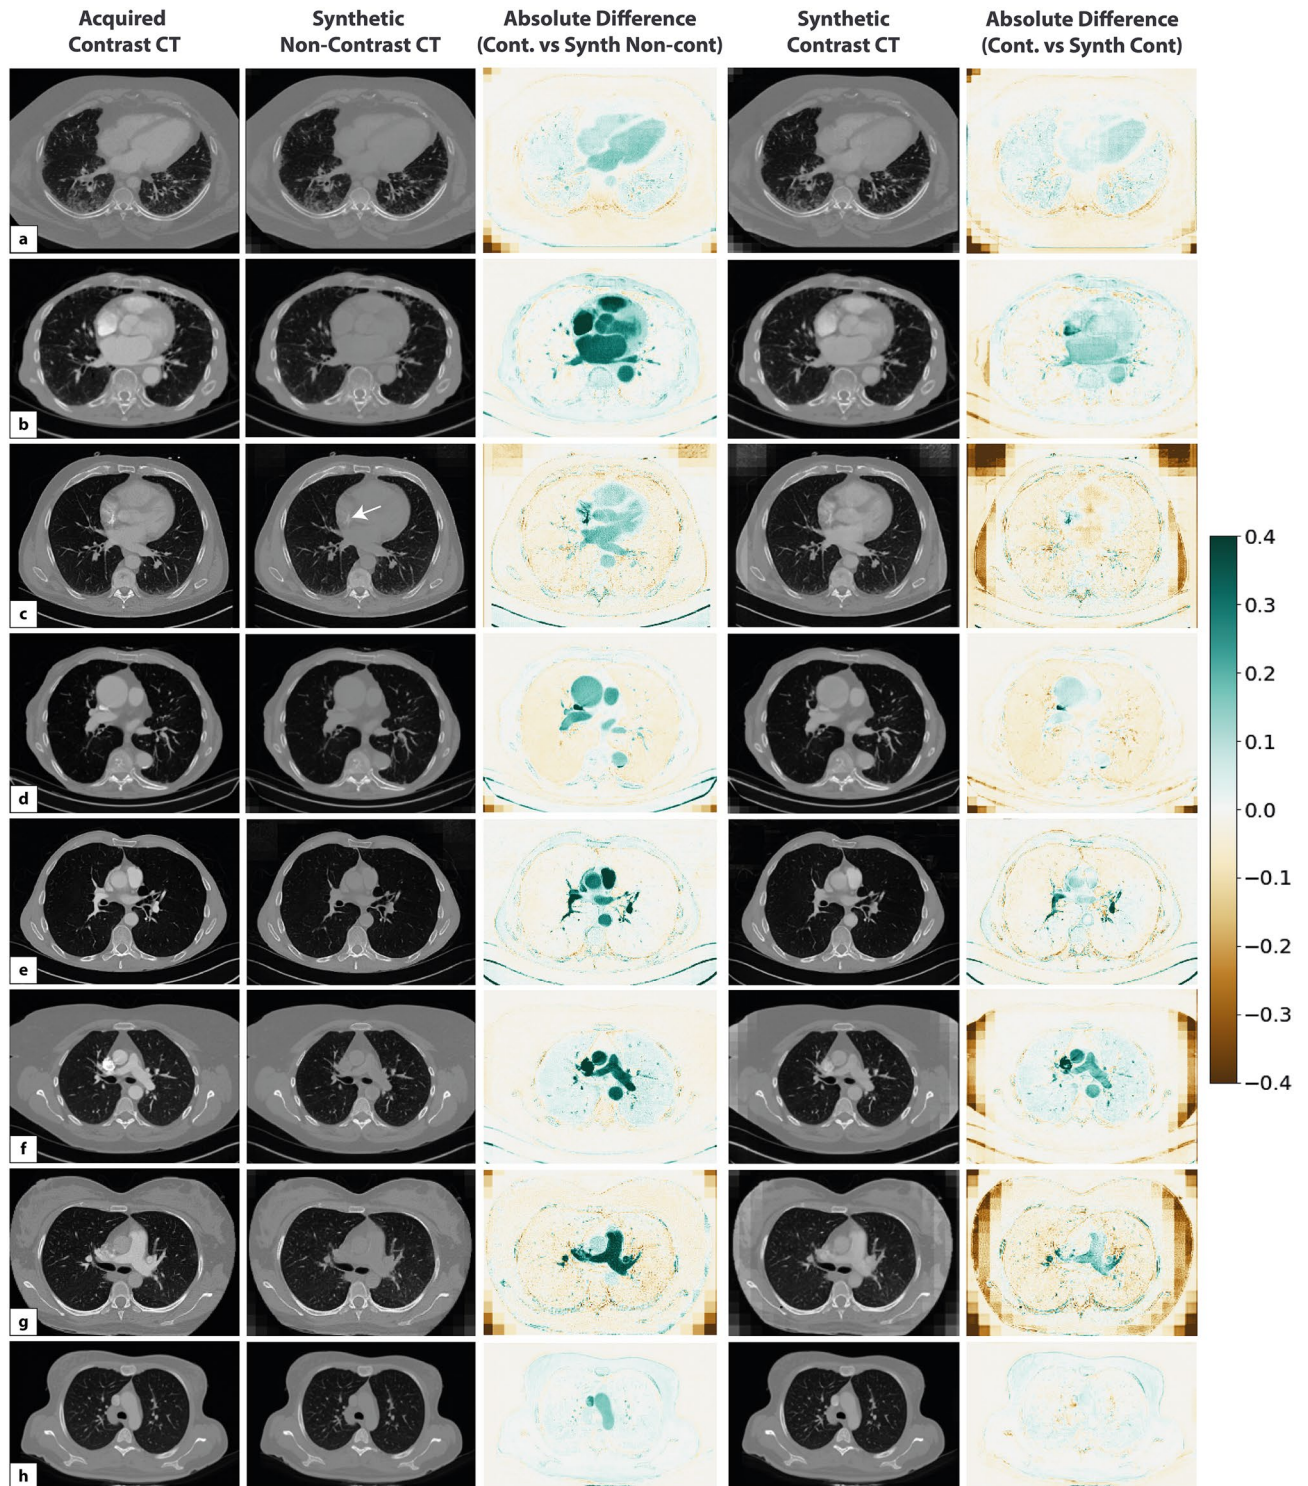 Acquired
Contrast CT
Synthetic
Non-Contrast CT
Absolute Difference
(Cont. vs Synth Non-cont)
Synthetic
Contrast CT
Absolute Difference
(Cont. vs Synth Cont)
a
b
c
d
e
f
g
h
0.4
0.3
0.2
0.1
0.0
−0.1
−0.2
−0.3
−0.4